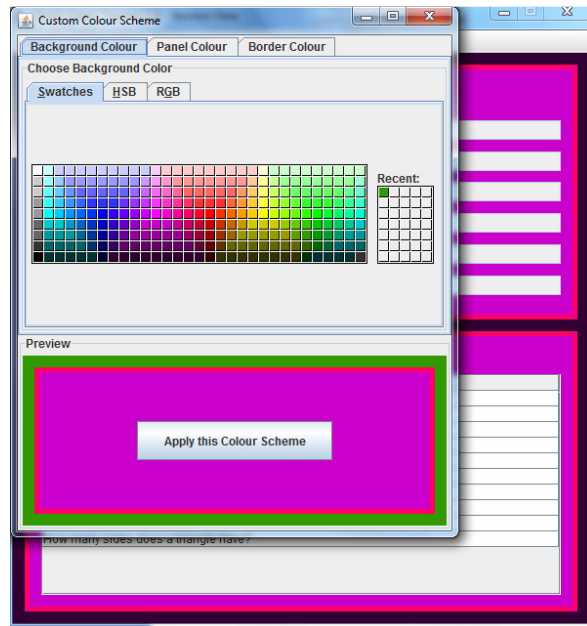 Custom Colour Scheme
Background Colour Panel Colour Border Colour
Choose Background Color
Swatches HSB RGB
Recent:
Preview
Apply this Colour Scheme
How many sides does a triangle have?